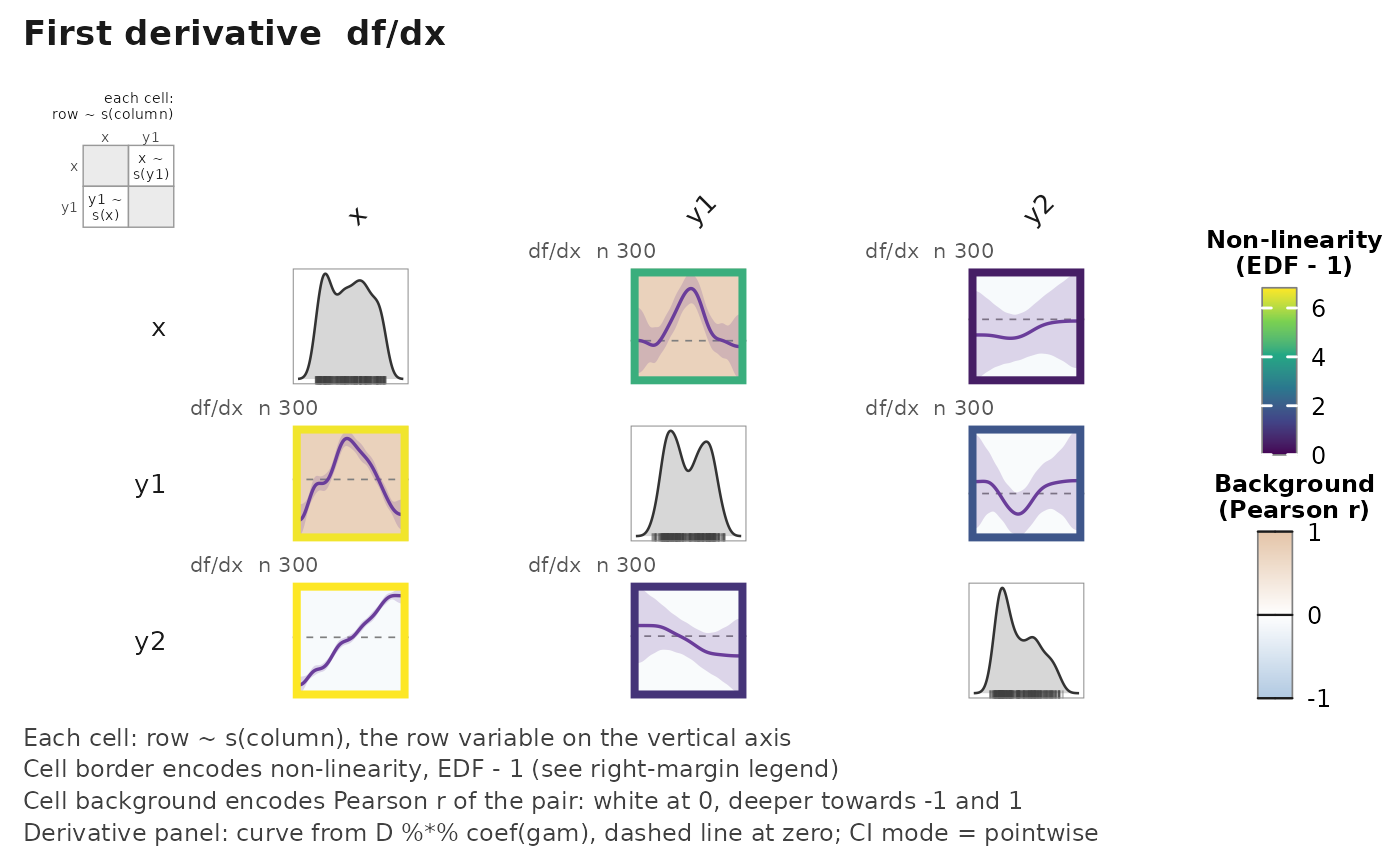 First derivative  df/dx
each cell:
row ~ s(column)
x y1
x x ~ s(y1)
y1 y1 ~ s(x)
x y1 y2
df/dx  n 300 df/dx  n 300
x
df/dx  n 300 df/dx  n 300
y1
df/dx  n 300 df/dx  n 300
y2
Non-linearity
(EDF - 1)
6
4
2
0
Background
(Pearson r)
1
0
-1
Each cell: row ~ s(column), the row variable on the vertical axis
Cell border encodes non-linearity, EDF - 1 (see right-margin legend)
Cell background encodes Pearson r of the pair: white at 0, deeper towards -1 and 1
Derivative panel: curve from D %*% coef(gam), dashed line at zero; CI mode = pointwise